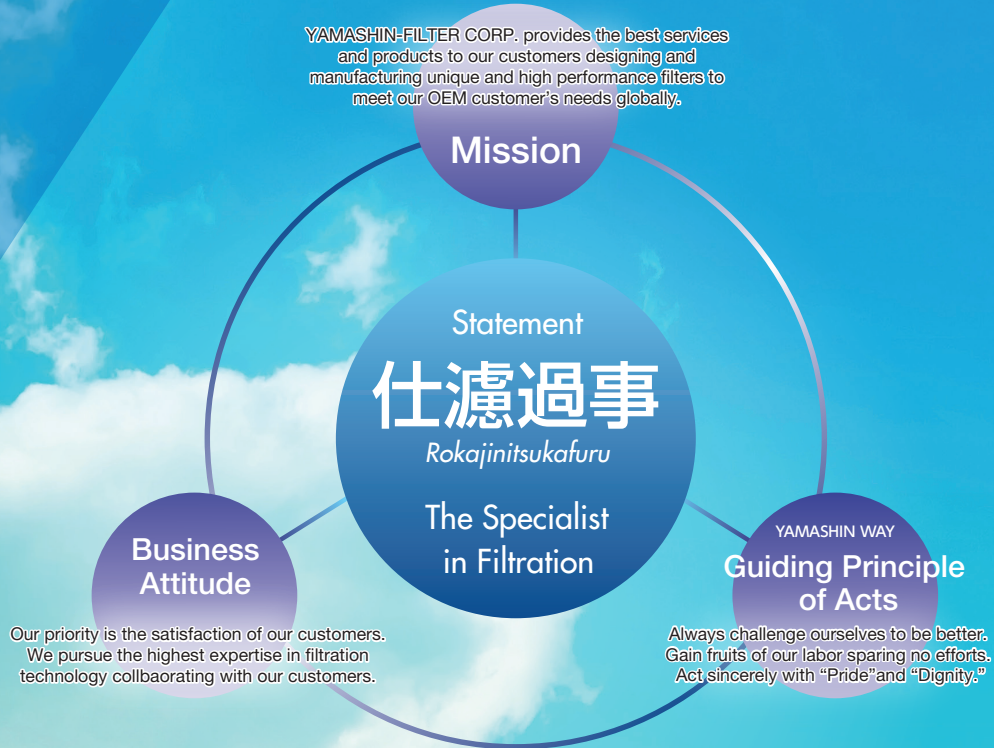 YAMASHIN-FILTER CORP. provides the best services
and products to our customers designing and
manufacturing unique and high performance filters to
meet our OEM customer's needs globally.
Mission
Statement
仕濾過事
Rokajinitsukafuru
The Specialist
in Filtration
Business
Attitude
Our priority is the satisfaction of our customers.
We pursue the highest expertise in filtration
technology collbaorating with our customers.
YAMASHIN WAY
Guiding Principle
of Acts
Always challenge ourselves to be better.
Gain fruits of our labor sparing no efforts.
Act sincerely with “Pride”and “Dignity.”